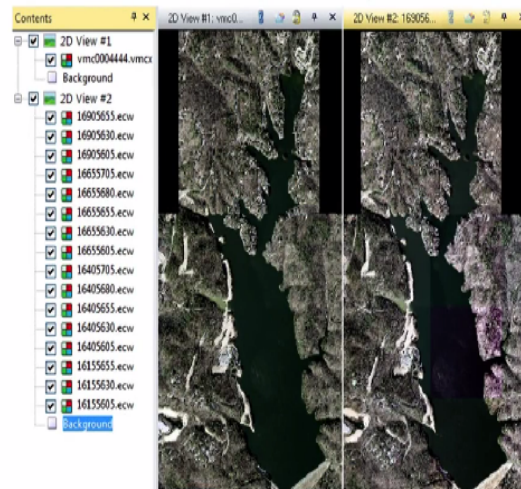 Contents
2D View #1
vmc0004444.vmcx
Background
2D View #2
16905655.ecw
16905630.ecw
16905605.ecw
16655705.ecw
16655680.ecw
16655655.ecw
16655630.ecw
16655605.ecw
16405705.ecw
16405680.ecw
16405655.ecw
16405630.ecw
16405605.ecw
16155655.ecw
16155630.ecw
16155605.ecw
Background
2D View #1: vmc0...
2D View #2: 169056...